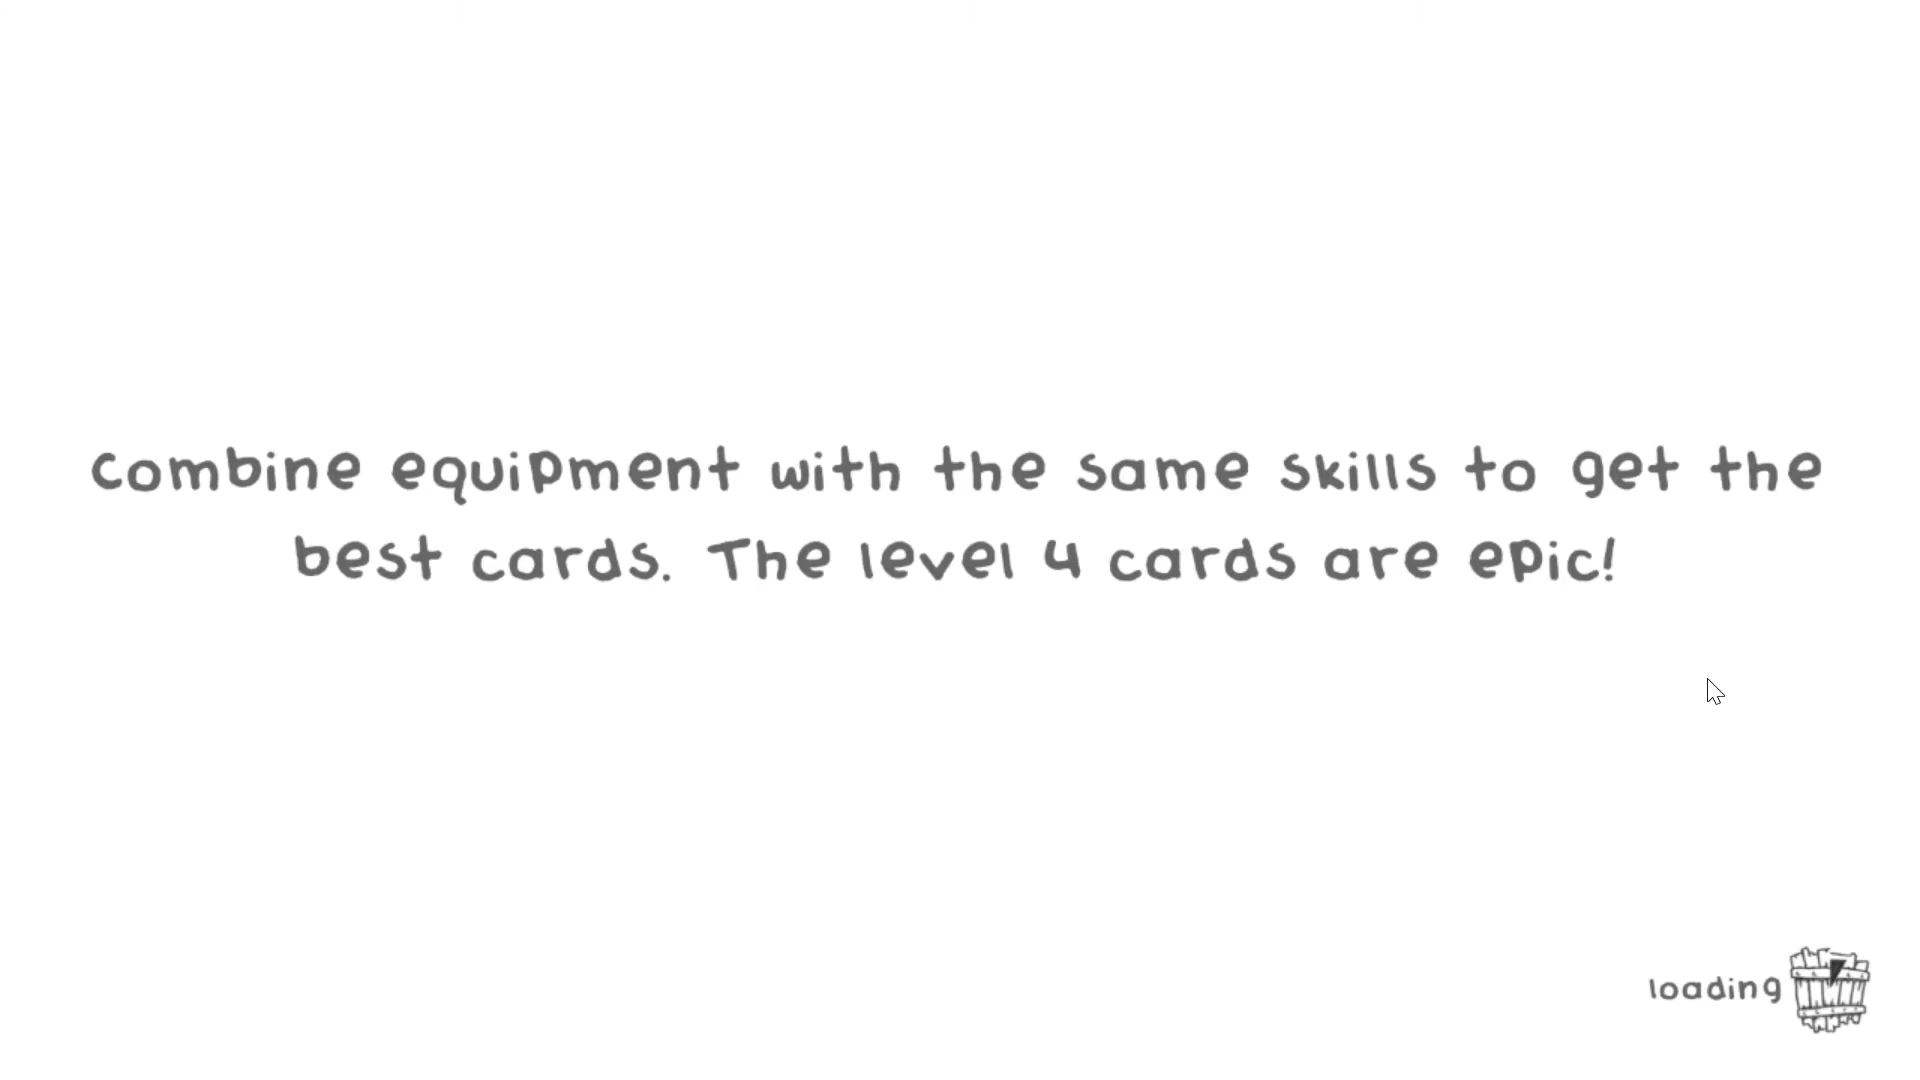 Combine equipment with the same skills to get the
best cards. The level 4 cards are epic!
loading